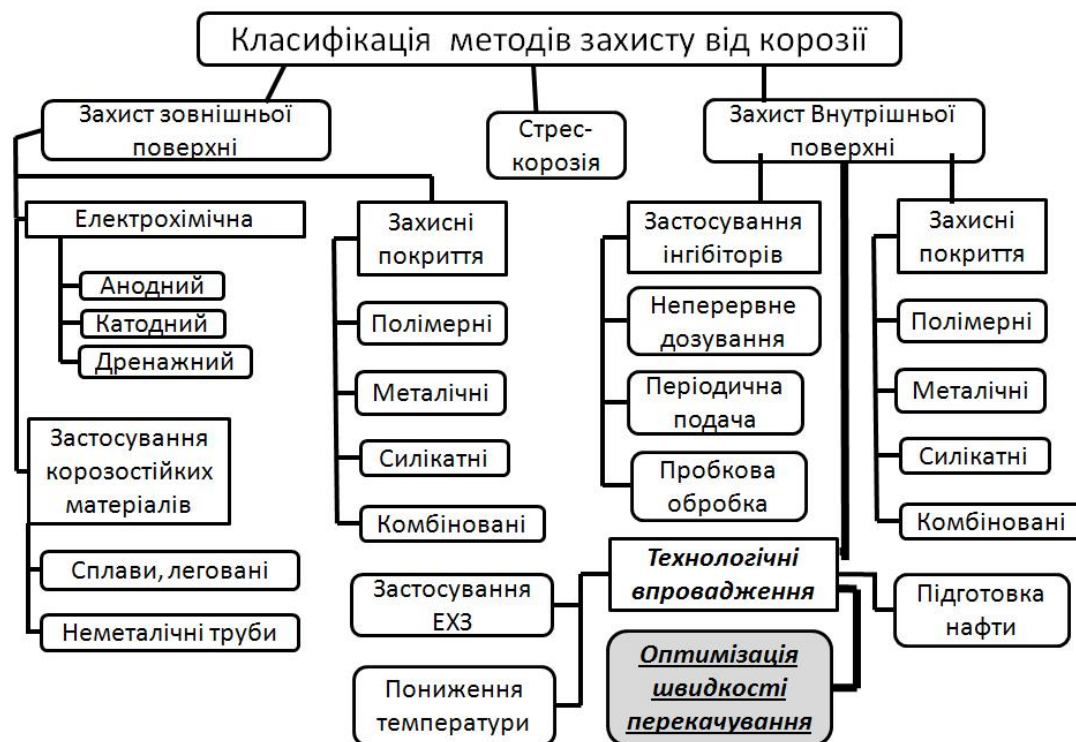 Класифікація методів захисту від корозії
Захист зовнішньої
поверхні
Стрес-
корозія
Захист Внутрішньої
поверхні
Електрохімічна
Анодний
Катодний
Дренажний
Застосування
корозостійких
матеріалів
Сплави, леговані
Неметалічні труби
Захисні
покриття
Полімерні
Металічні
Силікатні
Комбіновані
Застосування
інгібіторів
Неперервне
дозування
Періодична
подача
Пробкова
обробка
Захисні
покриття
Полімерні
Металічні
Силікатні
Комбіновані
Технологічні
впровадження
Застосування
ЕХЗ
Пониження
температури
Оптимізація
швидкості
перекачування
Підготовка
нафти